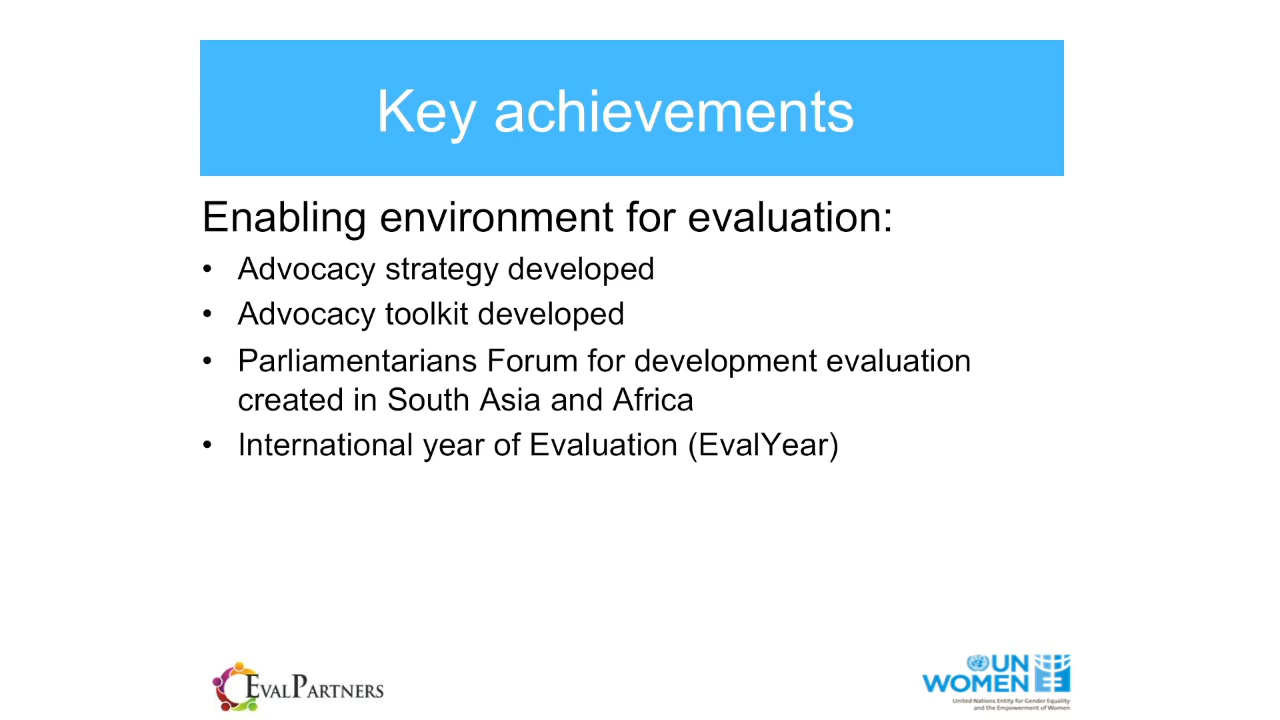 Key achievements
Enabling environment for evaluation:
• Advocacy strategy developed
• Advocacy toolkit developed
• Parliamentarians Forum for development evaluation
created in South Asia and Africa
• International year of Evaluation (EvalYear)
EVALPARTNERS
UN
WOMEN
United Nations Entity for Gender Equality
and the Empowerment of Women